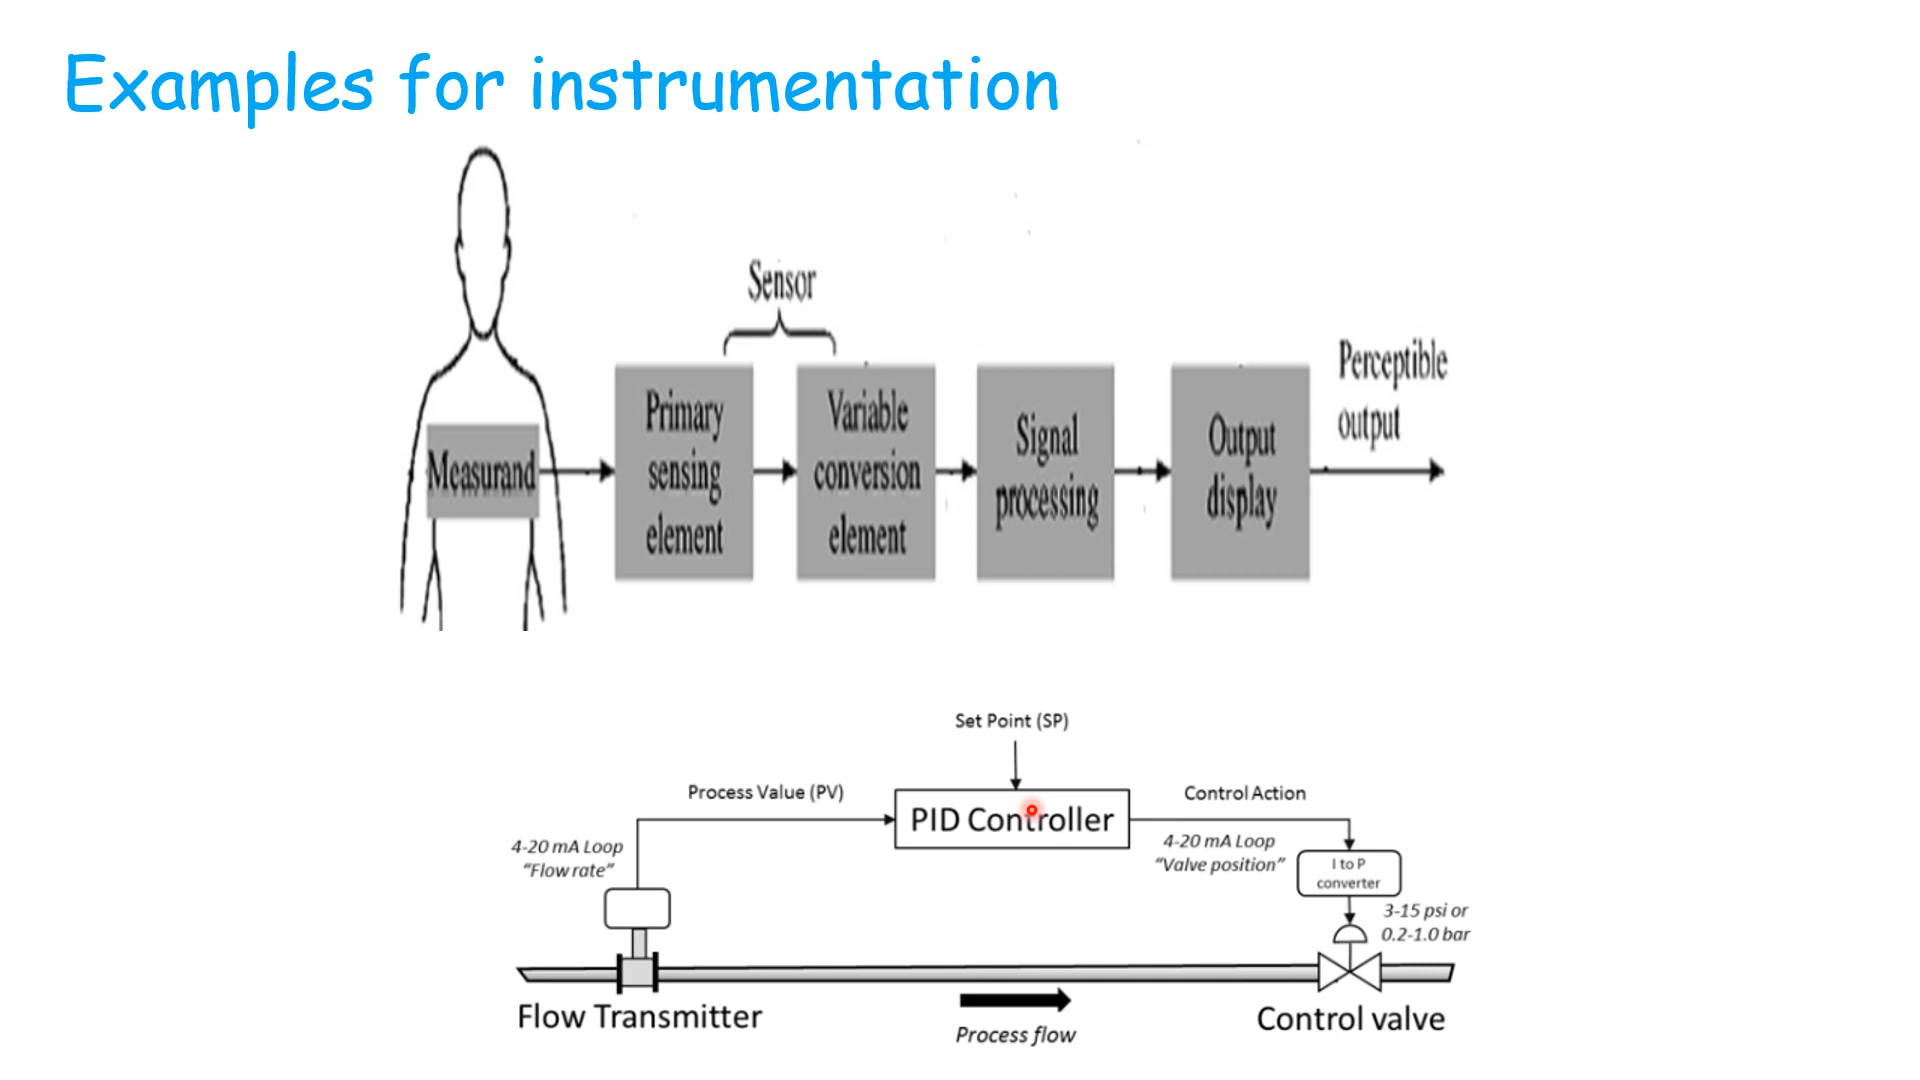 Examples for instrumentation
Sensor
Measurand
Primary
sensing
element
Variable
conversion
element
Signal
processing
Output
display
Perceptible
output
Set Point (SP)
Process Value (PV)
PID Controller
Control Action
4-20 mA Loop
“Flow rate”
4-20 mA Loop
“Valve position”
I to P
converter
3-15 psi or
0.2-1.0 bar
Flow Transmitter
Process flow
Control valve